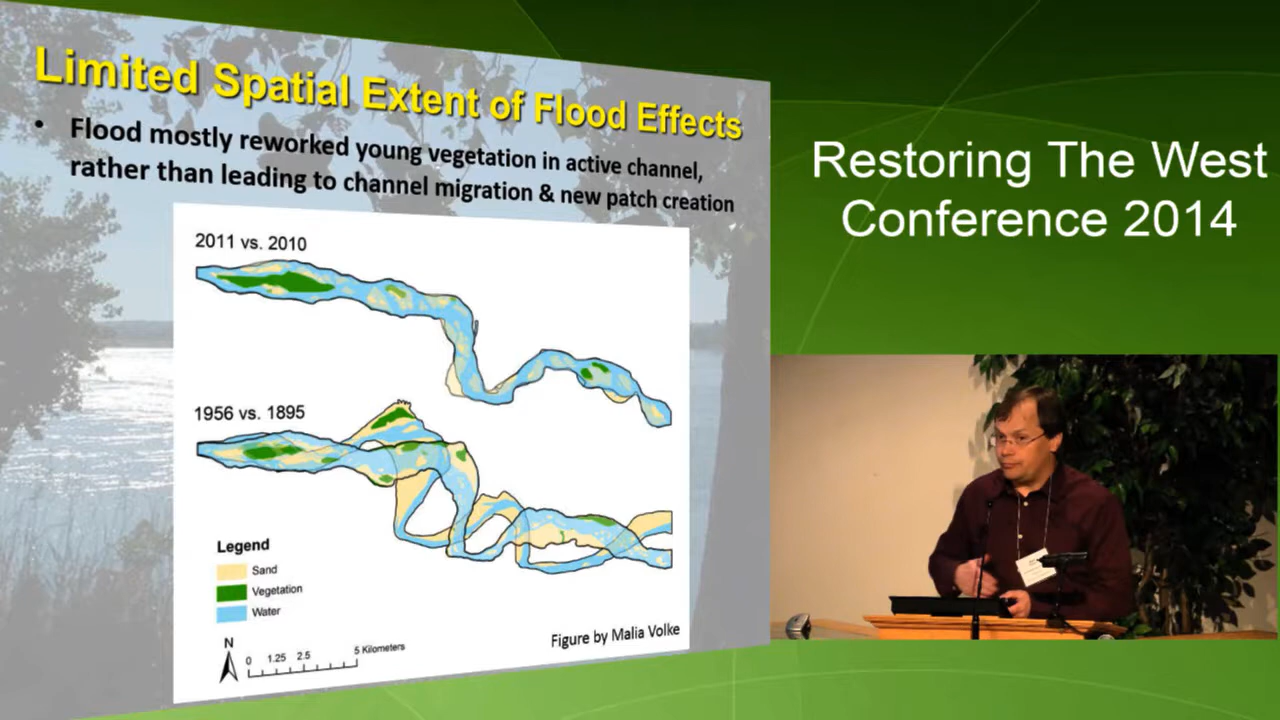 Limited Spatial Extent of Flood Effects
• Flood mostly reworked young vegetation in active channel,
rather than leading to channel migration & new patch creation
2011 vs. 2010
1956 vs. 1895
Legend
Sand
Vegetation
Water
N
0 1.25 2.5 5 Kilometers
Figure by Malia Volke
Restoring The West
Conference 2014